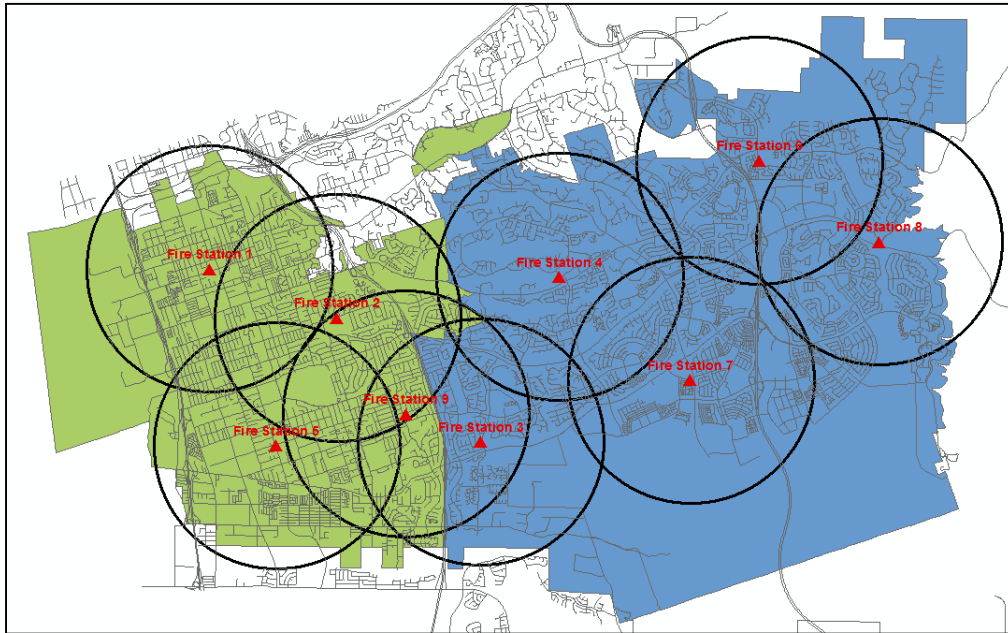 Fire Station 6
Fire Station 8
Fire Station 1
Fire Station 4
Fire Station 2
Fire Station 7
Fire Station 9
Fire Station 5
Fire Station 3